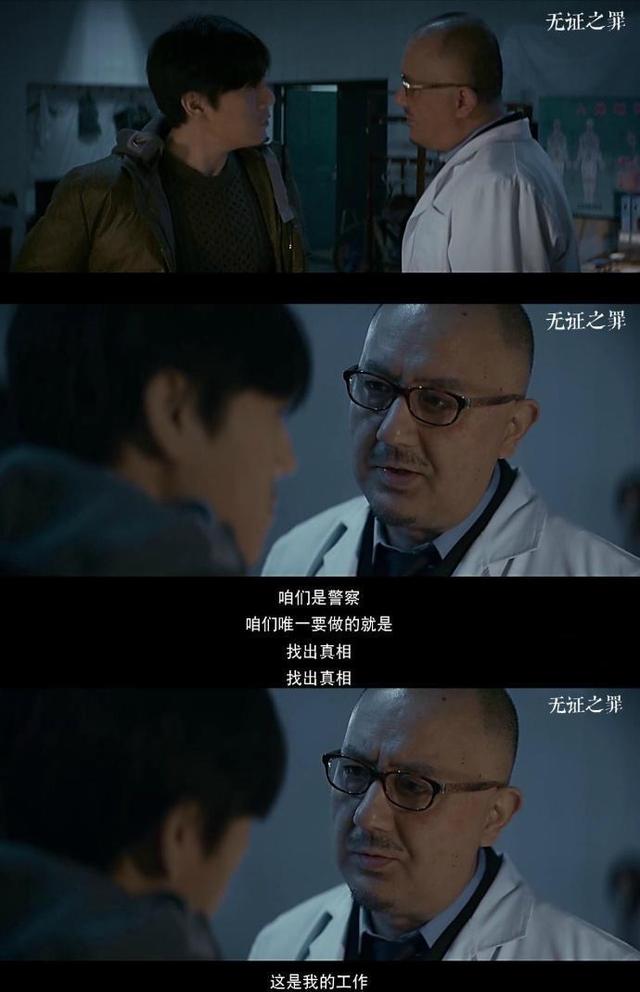 无证之罪
人体
无证之罪
咱们是警察
咱们唯一要做的就是
找出真相
找出真相
无证之罪
这是我的工作